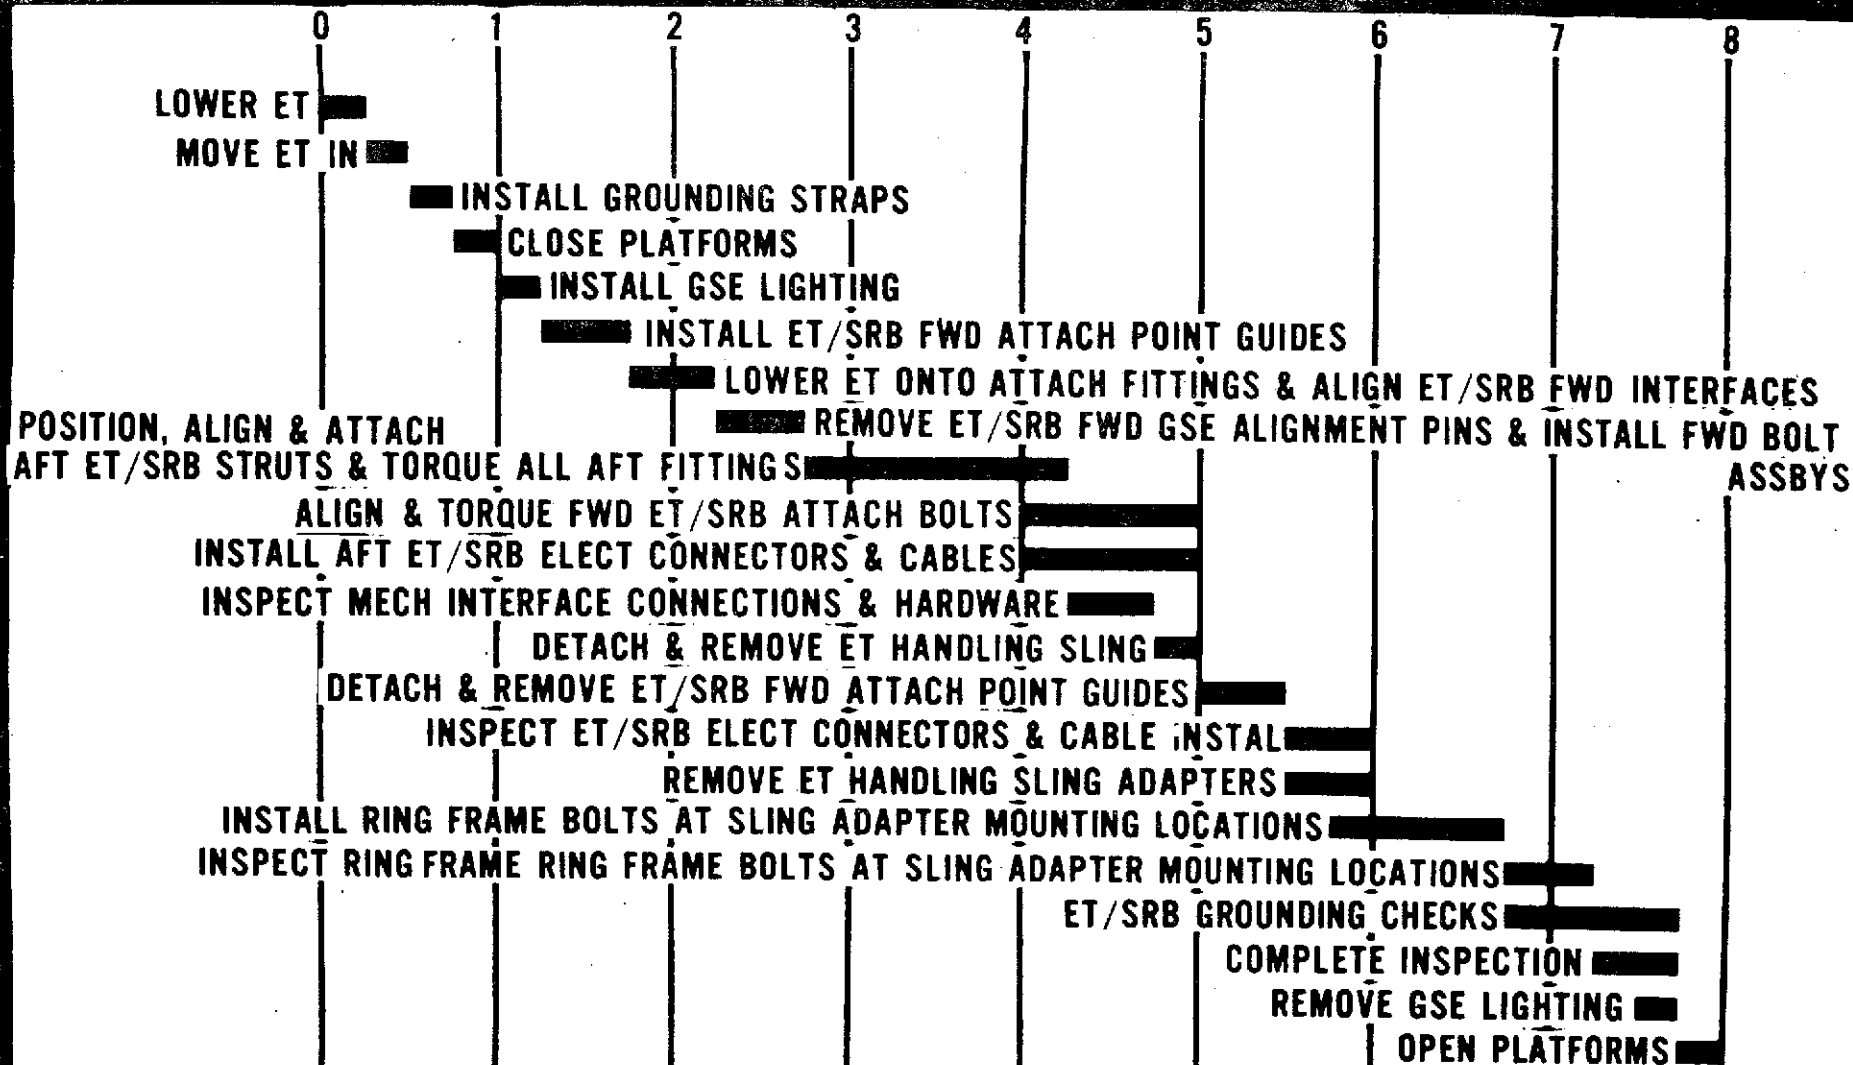 0 1 2 3 4 5 6 7 8
LOWER ET
MOVE ET IN
INSTALL GROUNDING STRAPS
CLOSE PLATFORMS
INSTALL GSE LIGHTING
INSTALL ET/SRB FWD ATTACH POINT GUIDES
LOWER ET ONTO ATTACH FITTINGS & ALIGN ET/SRB FWD INTERFACES
REMOVE ET/SRB FWD GSE ALIGNMENT PINS & INSTALL FWD BOLT
ASSBYS
POSITION, ALIGN & ATTACH
AFT ET/SRB STRUTS & TORQUE ALL AFT FITTINGS
ALIGN & TORQUE FWD ET/SRB ATTACH BOLTS
INSTALL AFT ET/SRB ELECT CONNECTORS & CABLES
INSPECT MECH INTERFACE CONNECTIONS & HARDWARE
DETACH & REMOVE ET HANDLING SLING
DETACH & REMOVE ET/SRB FWD ATTACH POINT GUIDES
INSPECT ET/SRB ELECT CONNECTORS & CABLE INSTAL
REMOVE ET HANDLING SLING ADAPTERS
INSTALL RING FRAME BOLTS AT SLING ADAPTER MOUNTING LOCATIONS
INSPECT RING FRAME RING FRAME BOLTS AT SLING ADAPTER MOUNTING LOCATIONS
ET/SRB GROUNDING CHECKS
COMPLETE INSPECTION
REMOVE GSE LIGHTING
OPEN PLATFORMS